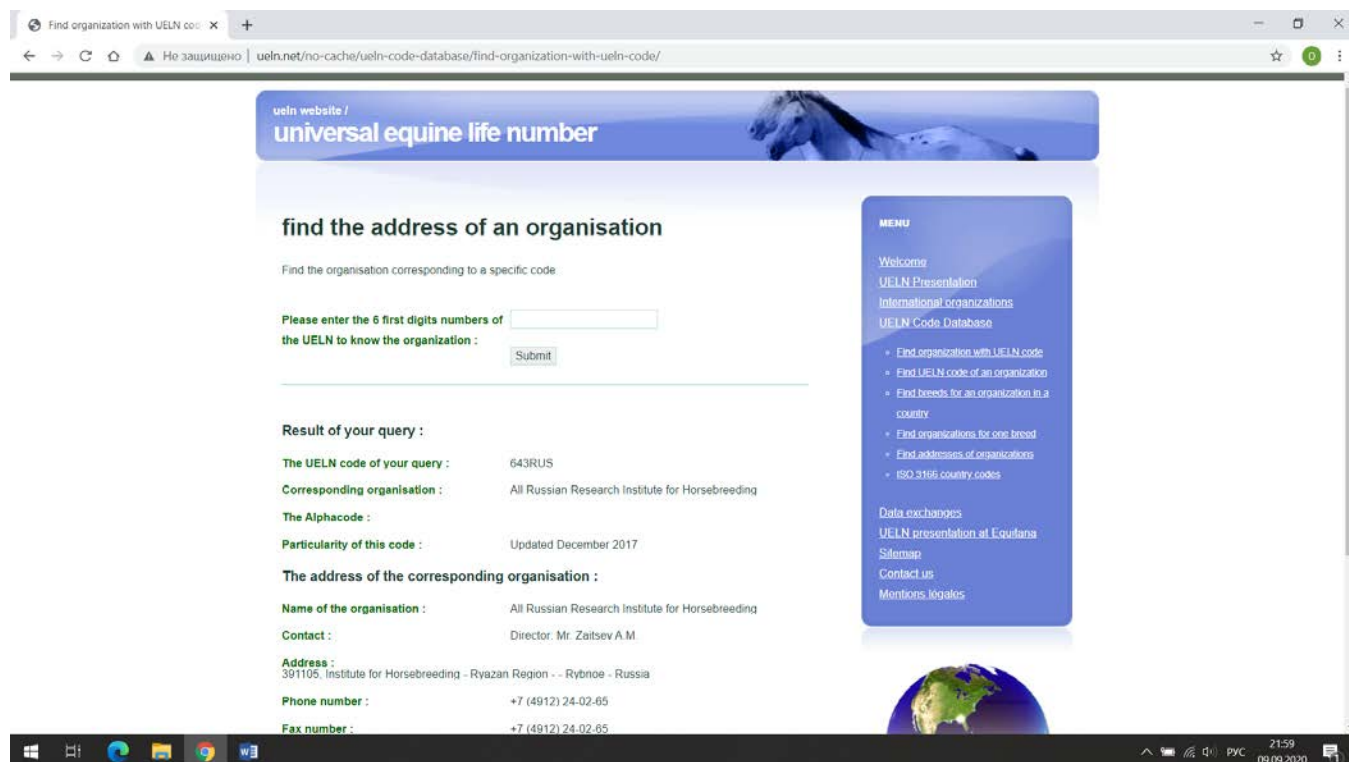 Find organization with UELN cod
Не защищено | ueln.net/no-cache/ueln-code-database/find-organization-with-ueln-code/
ueln website /
universal equine life number
find the address of an organisation
Find the organisation corresponding to a specific code
Please enter the 6 first digits numbers of
the UELN to know the organization :
Submit
Result of your query :
The UELN code of your query : 643RUS
Corresponding organisation : All Russian Research Institute for Horsebreeding
The Alphacode :
Particularity of this code : Updated December 2017
The address of the corresponding organisation :
Name of the organisation : All Russian Research Institute for Horsebreeding
Contact : Director. Mr. Zaitsev A.M.
Address :
391105, Institute for Horsebreeding - Ryazan Region - - Rybnoe - Russia
Phone number : +7 (4912) 24-02-65
Fax number : +7 (4912) 24-02-65
MENU
Welcome
UELN Presentation
International organizations
UELN Code Database
Find organization with UELN code
Find UELN code of an organization
Find breeds for an organization in a
country
Find organizations for one breed
Find addresses of organizations
ISO 3166 country codes
Data exchanges
UELN presentation at Equitana
Sitemap
Contact us
Mentions légales
РУС
21:59
09.09.2020